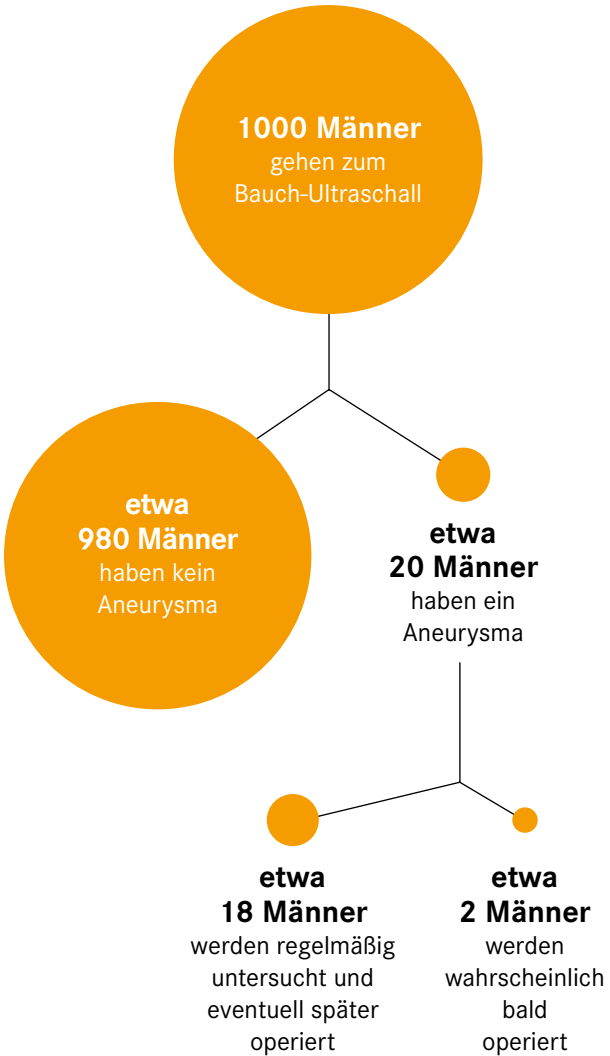 1000 Männer
gehen zum
Bauch-Ultraschall
etwa
980 Männer
haben kein
Aneurysma
etwa
20 Männer
haben ein
Aneurysma
etwa
18 Männer
werden regelmäßig
untersucht und
eventuell später
operiert
etwa
2 Männer
werden
wahrscheinlich
bald
operiert